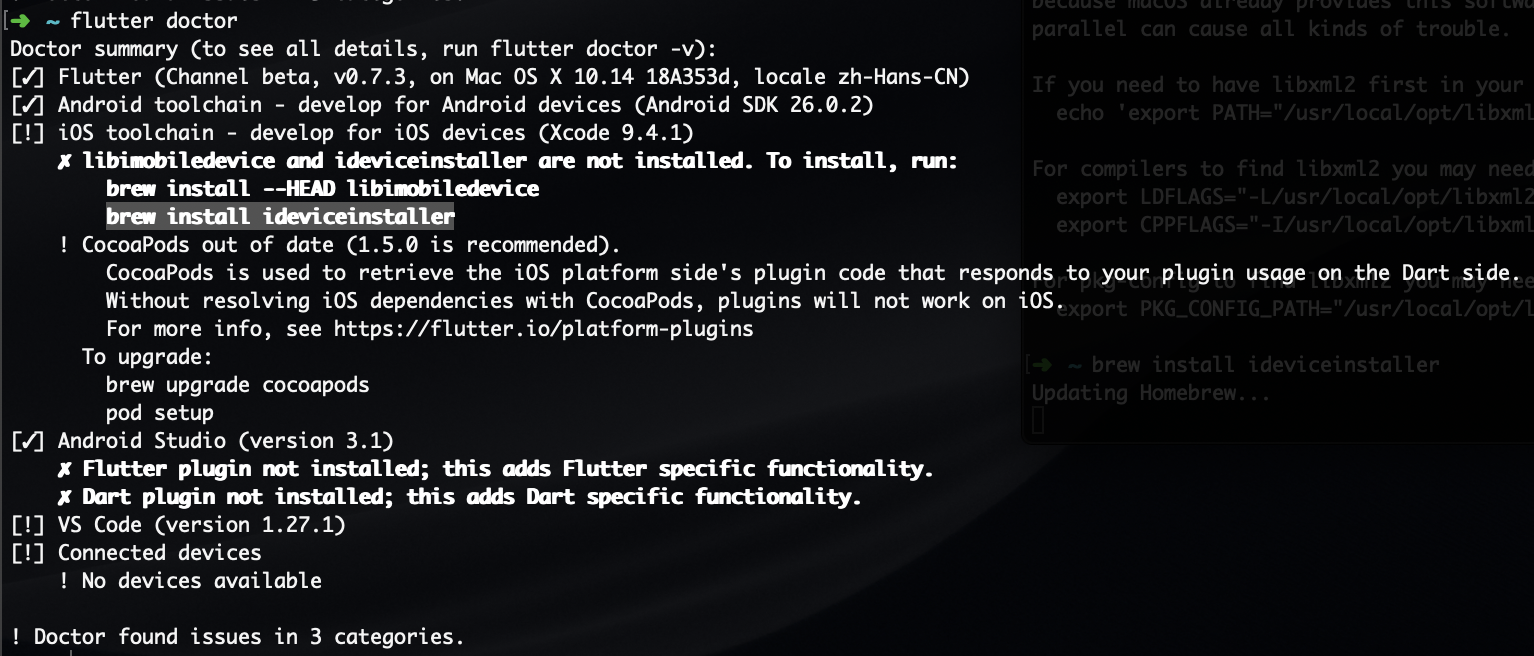 ➜ ~ flutter doctor
Doctor summary (to see all details, run flutter doctor -v):
[✓] Flutter (Channel beta, v0.7.3, on Mac OS X 10.14 18A353d, locale zh-Hans-CN)
[✓] Android toolchain - develop for Android devices (Android SDK 26.0.2)
[!] iOS toolchain - develop for iOS devices (Xcode 9.4.1)
✗ libimobiledevice and ideviceinstaller are not installed. To install, run:
brew install --HEAD libimobiledevice
brew install ideviceinstaller
! CocoaPods out of date (1.5.0 is recommended).
CocoaPods is used to retrieve the iOS platform side's plugin code that responds to your plugin usage on the Dart side.
Without resolving iOS dependencies with CocoaPods, plugins will not work on iOS.
For more info, see https://flutter.io/platform-plugins
To upgrade:
brew upgrade cocoapods
pod setup
[✓] Android Studio (version 3.1)
✗ Flutter plugin not installed; this adds Flutter specific functionality.
✗ Dart plugin not installed; this adds Dart specific functionality.
[!] VS Code (version 1.27.1)
[!] Connected devices
! No devices available
! Doctor found issues in 3 categories.
because macOS already provides this softwa
parallel can cause all kinds of trouble.
If you need to have libxml2 first in your
echo 'export PATH="/usr/local/opt/libxml
For compilers to find libxml2 you may need
export LDFLAGS="-L/usr/local/opt/libxml2
export CPPFLAGS="-I/usr/local/opt/libxml
For pkg-config to find libxml2 you may nee
export PKG_CONFIG_PATH="/usr/local/opt/l
➜ ~ brew install ideviceinstaller
Updating Homebrew...